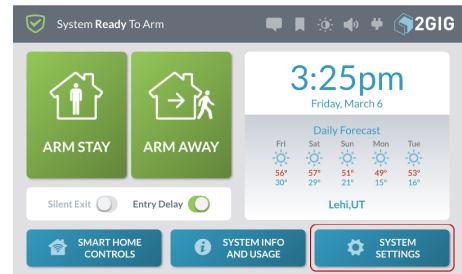 System Ready To Arm
2GIG
ARM STAY
ARM AWAY
Silent Exit
Entry Delay
3:25pm
Friday, March 6
Daily Forecast
Fri Sat Sun Mon Tue
56° 57° 51° 49° 53°
30° 29° 21° 15° 16°
Lehi,UT
SMART HOME
CONTROLS
SYSTEM INFO
AND USAGE
SYSTEM
SETTINGS